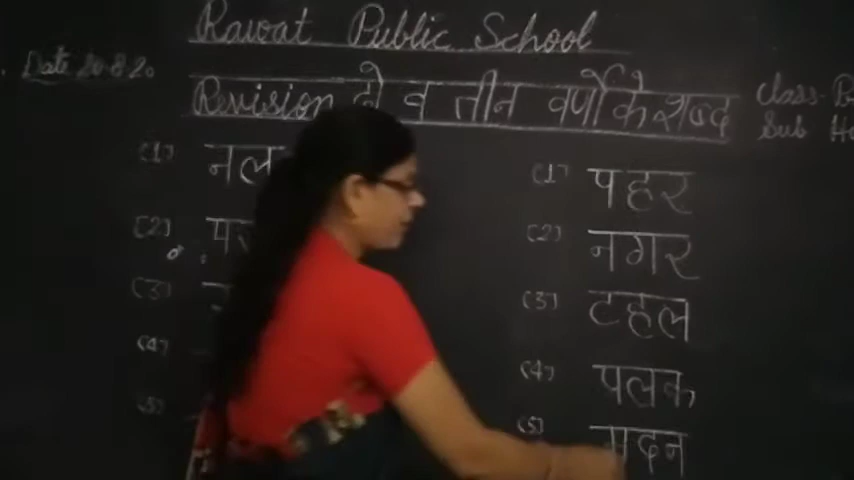 Rawat Public School
Date 20.8.20
Revision दो व तीन वर्णों के शब्द
Class-
Sub
(1) नल
(2)
(3)
(4)
(5)
(1) पहर
(2) नगर
(3) टहल
(4) पलक
(5) मदन